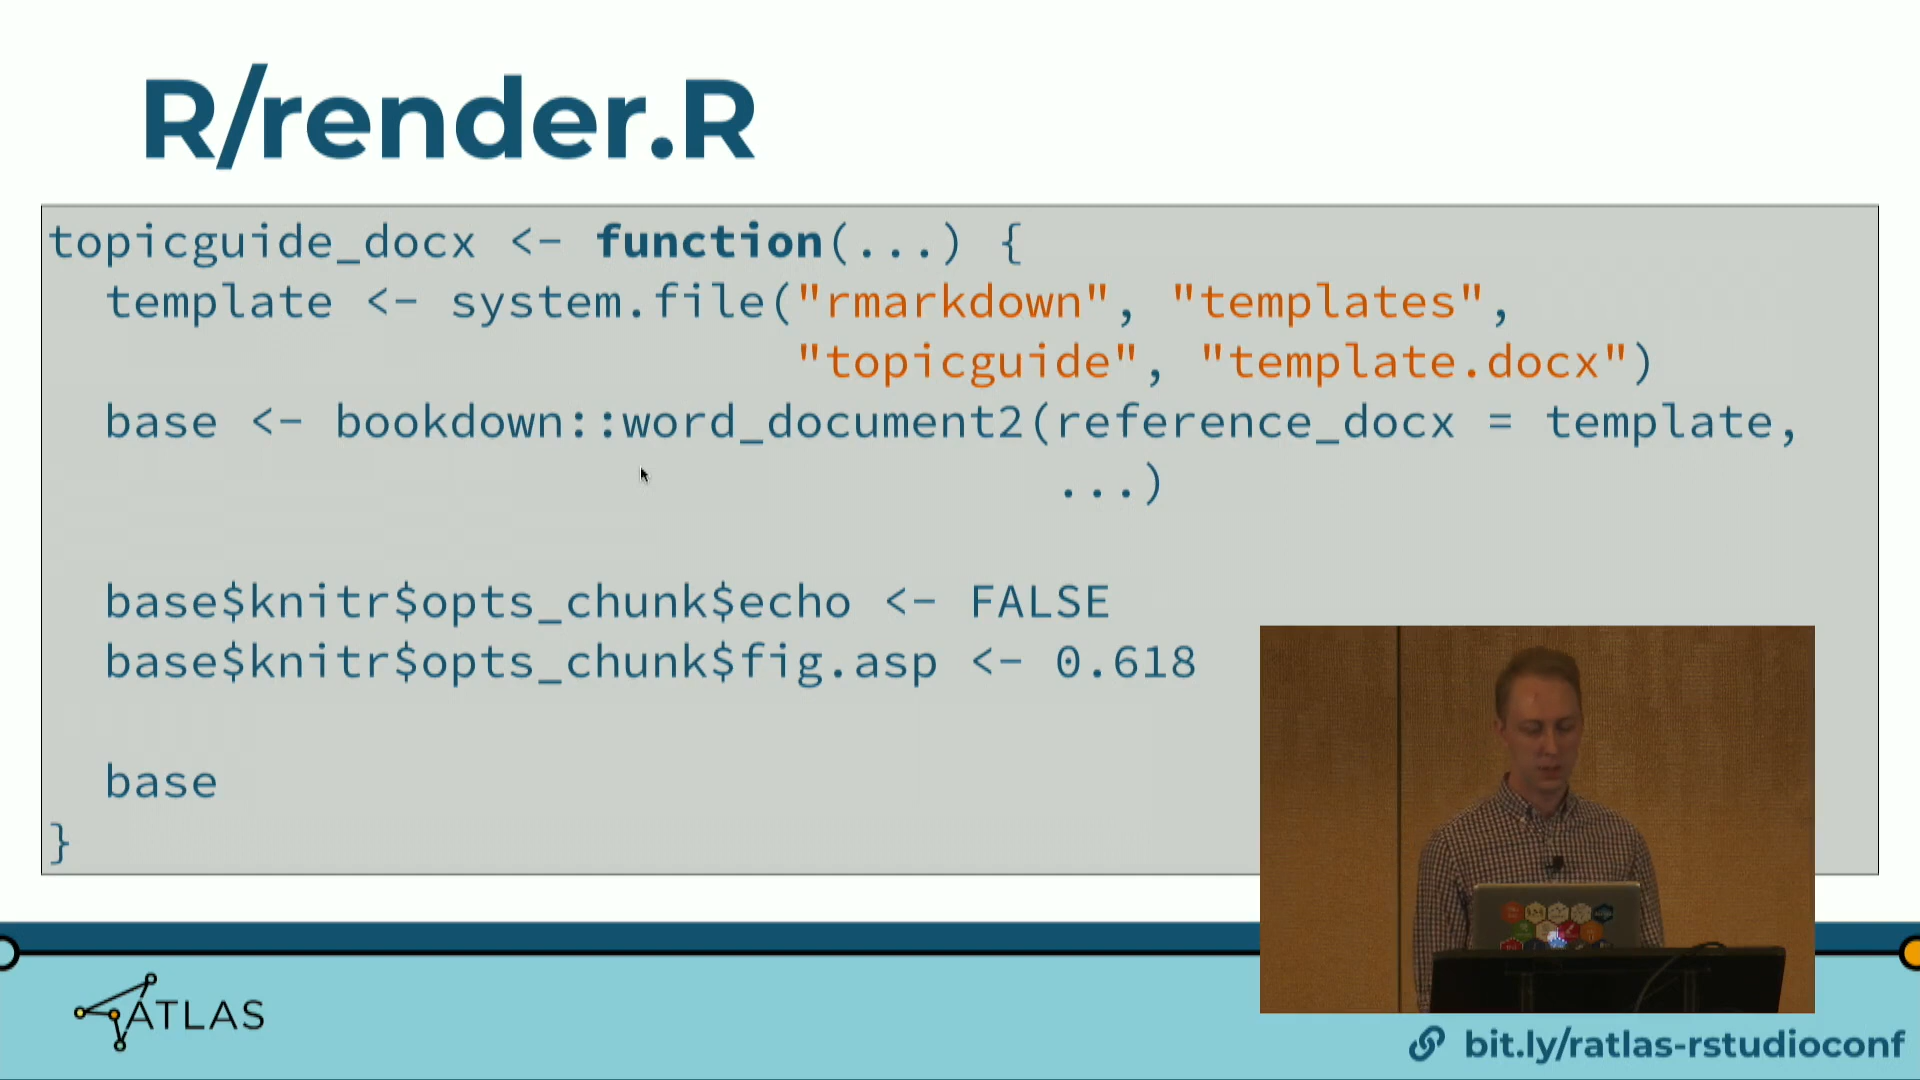 R/render.R
topicguide_docx <- function(...) {
  template <- system.file("rmarkdown", "templates",
                          "topicguide", "template.docx")
  base <- bookdown::word_document2(reference_docx = template,
                                   ...)
  base$knitr$opts_chunk$echo <- FALSE
  base$knitr$opts_chunk$fig.asp <- 0.618
  base
}
ATLAS
bit.ly/ratlas-rstudioconf